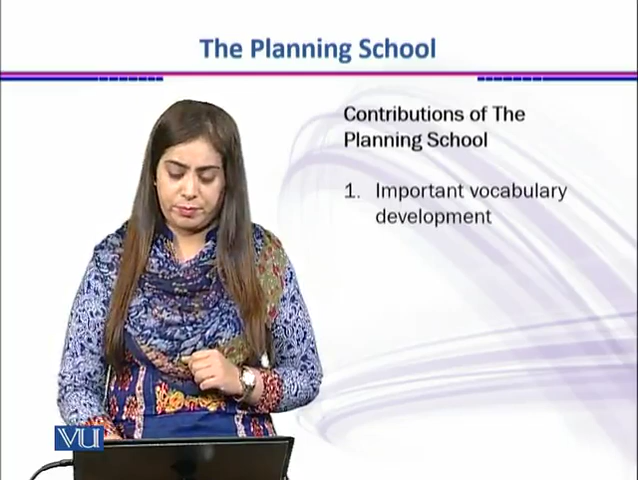 The Planning School
Contributions of The
Planning School
1. Important vocabulary
development
VU